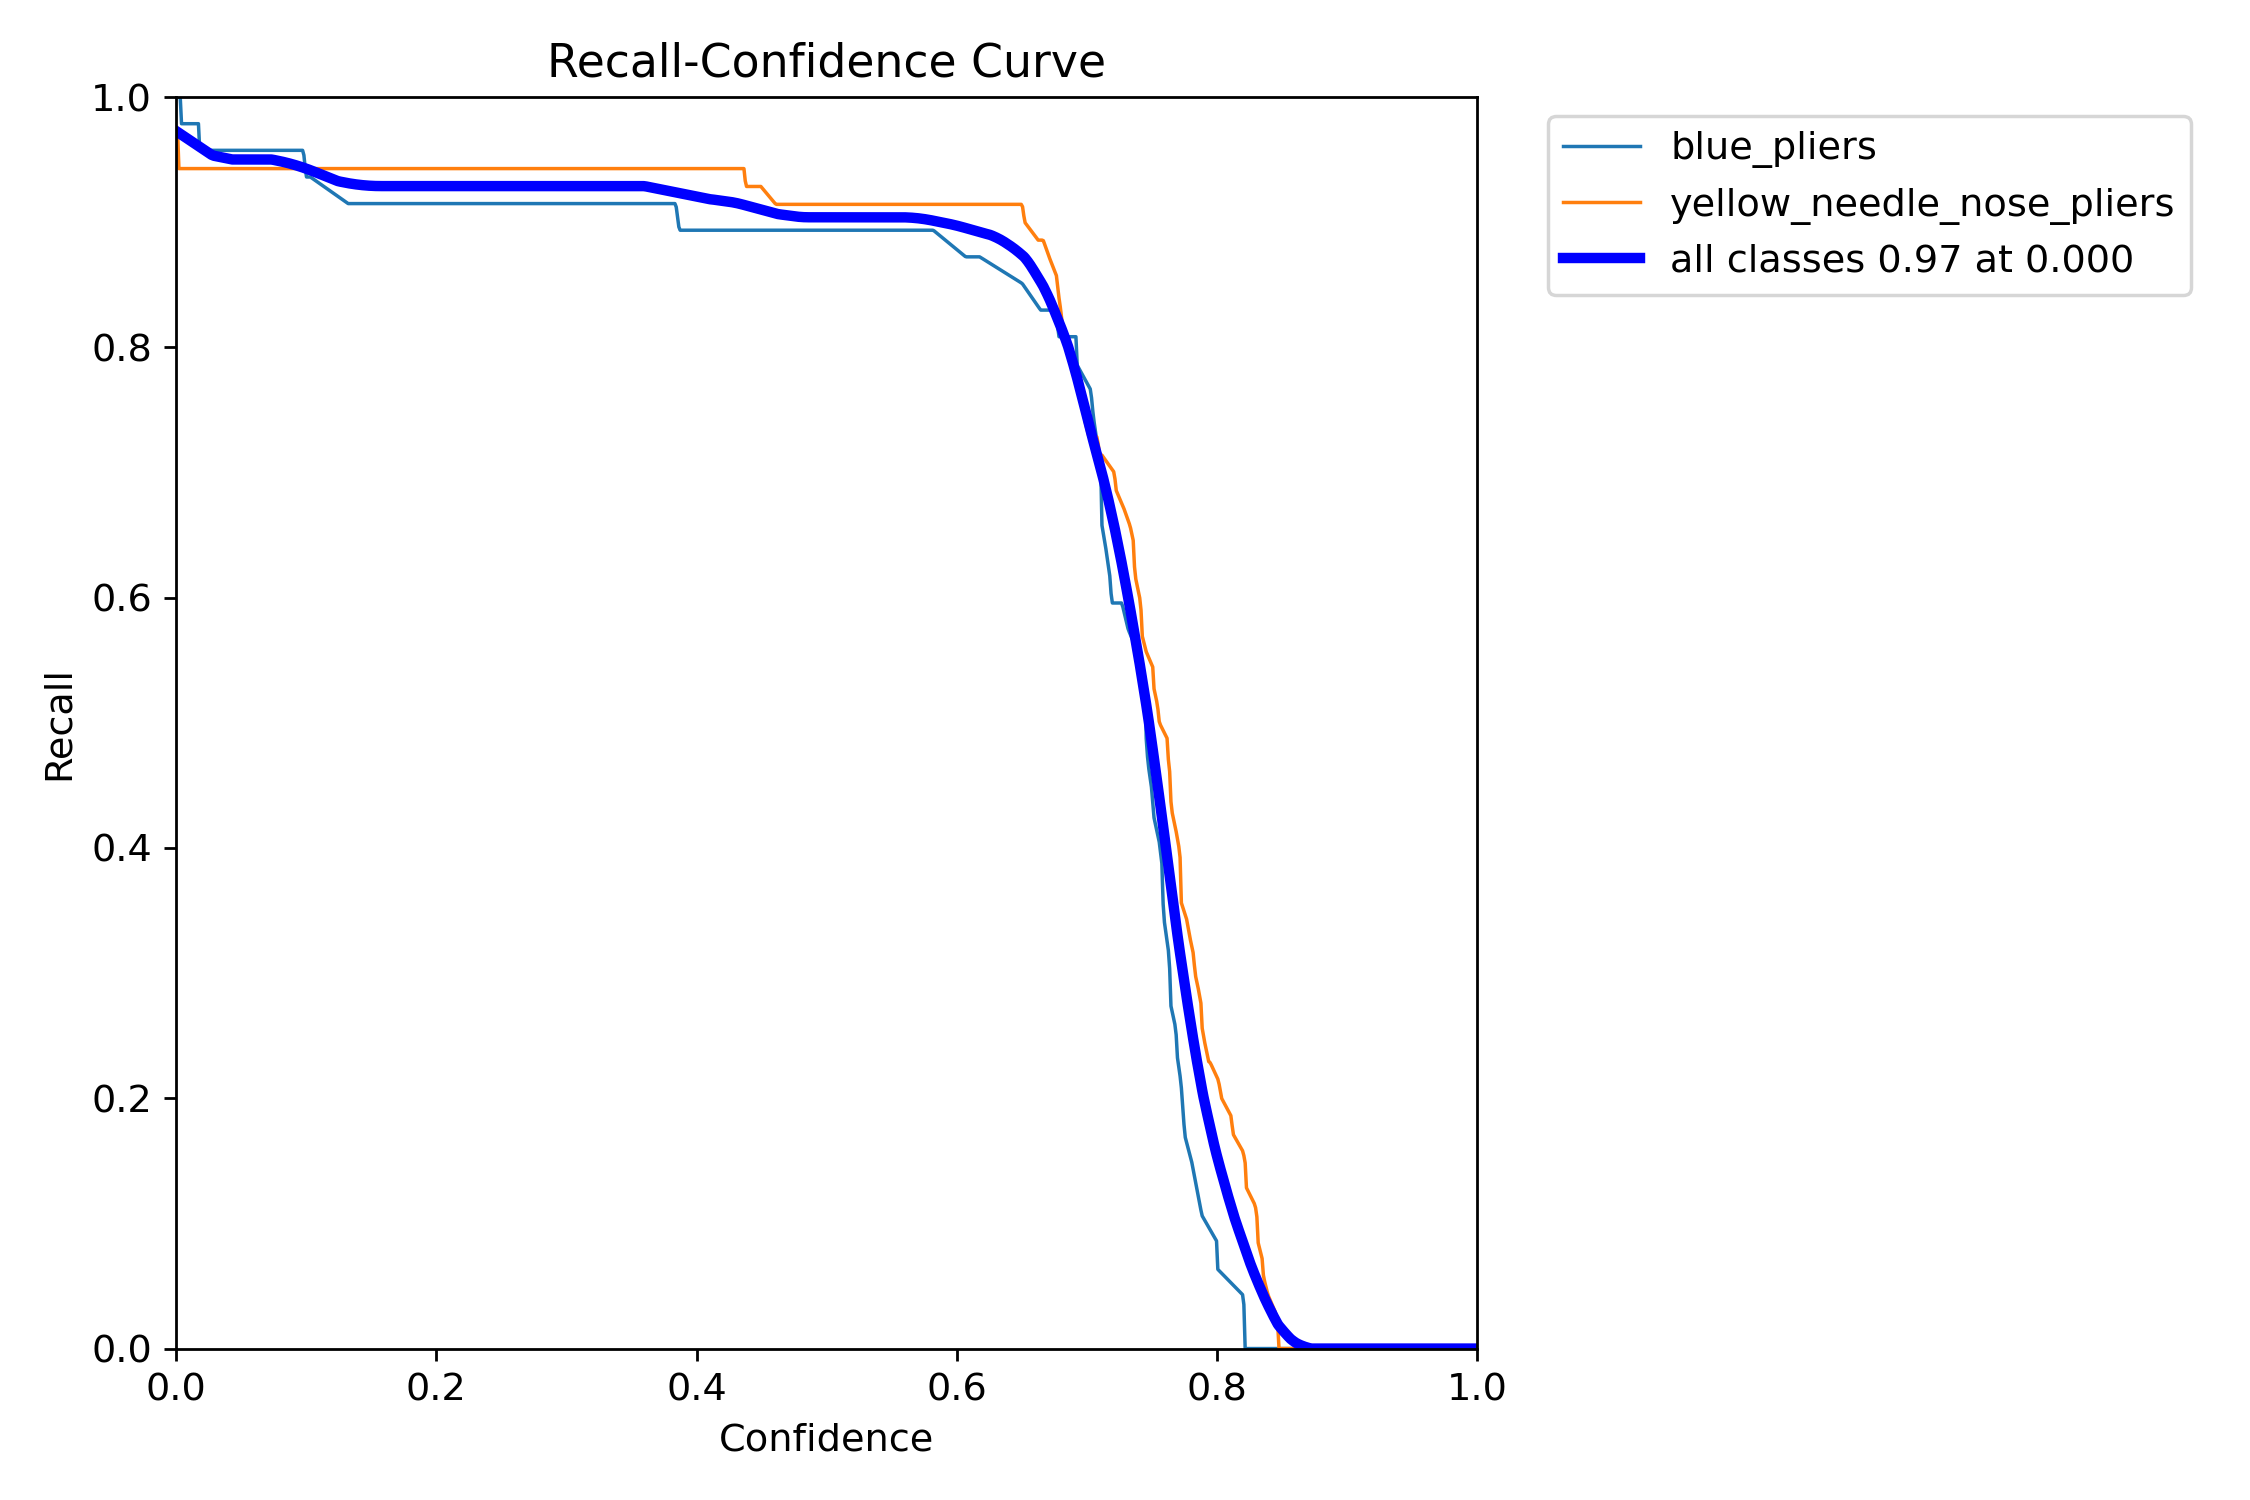 Recall-Confidence Curve
1.0
0.8
0.6
0.4
0.2
0.0
Recall
0.0 0.2 0.4 0.6 0.8 1.0
Confidence
blue_pliers
yellow_needle_nose_pliers
all classes 0.97 at 0.000